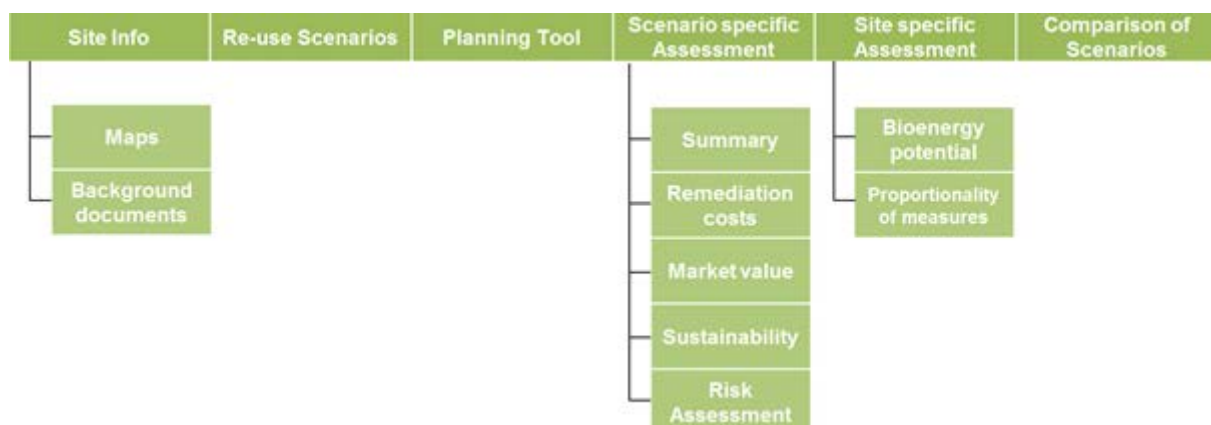 Site Info
Re-use Scenarios
Planning Tool
Scenario specific
Assessment
Site specific
Assessment
Comparison of
Scenarios
Maps
Background
documents
Summary
Remediation
costs
Market value
Sustainability
Risk
Assessment
Bioenergy
potential
Proportionality
of measures